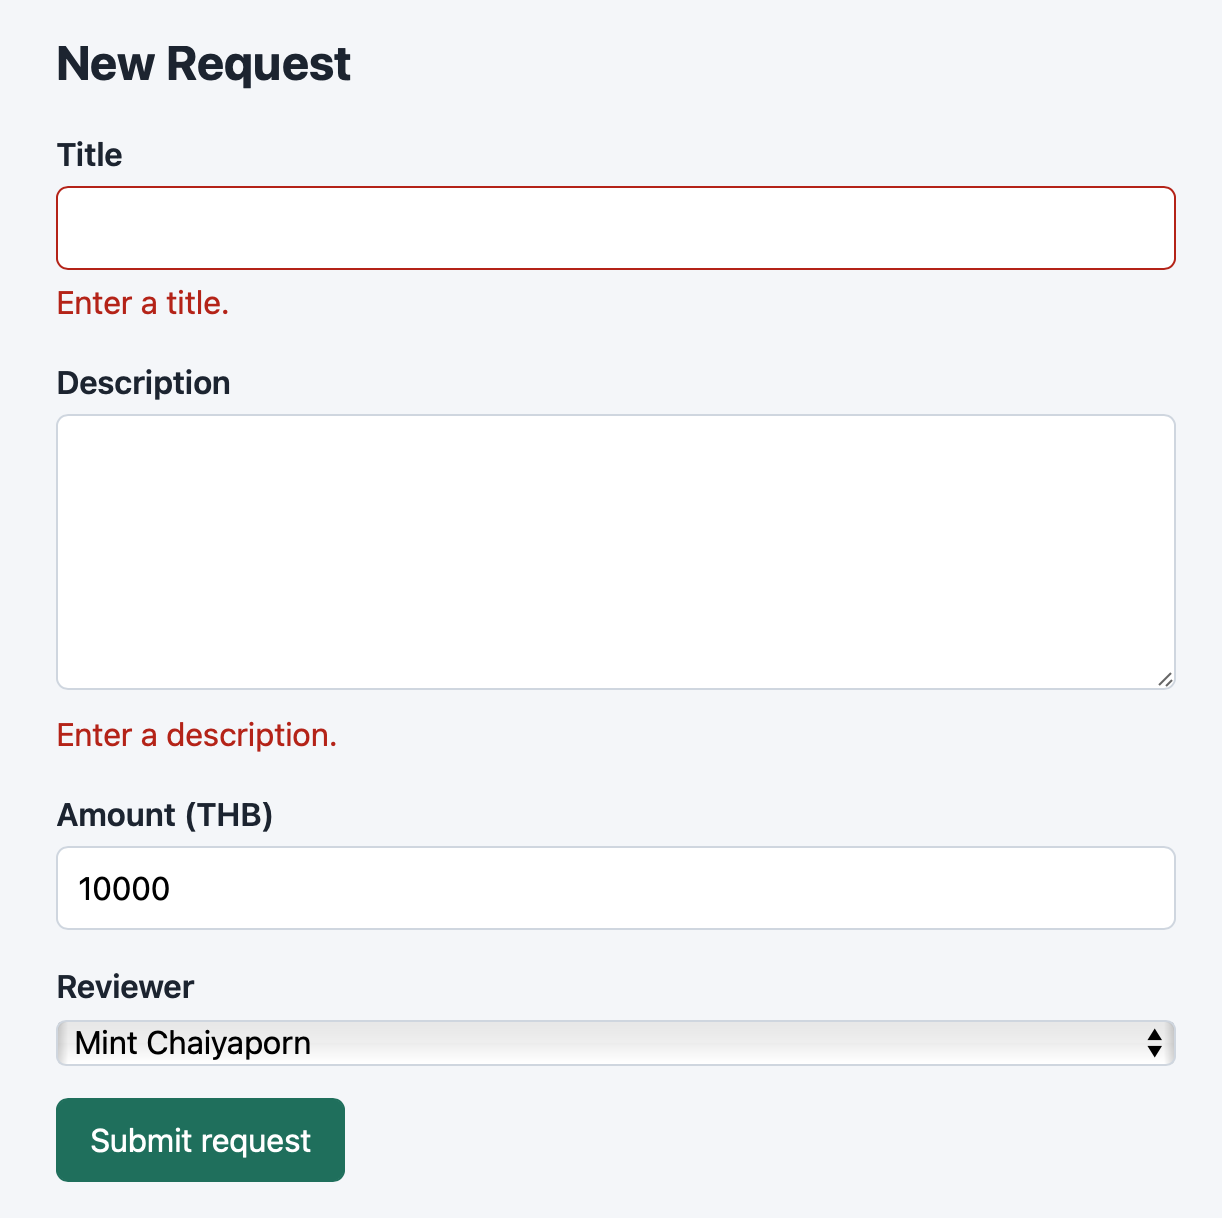 New Request
Title
Enter a title.
Description
Enter a description.
Amount (THB)
10000
Reviewer
Mint Chaiyaporn
Submit request